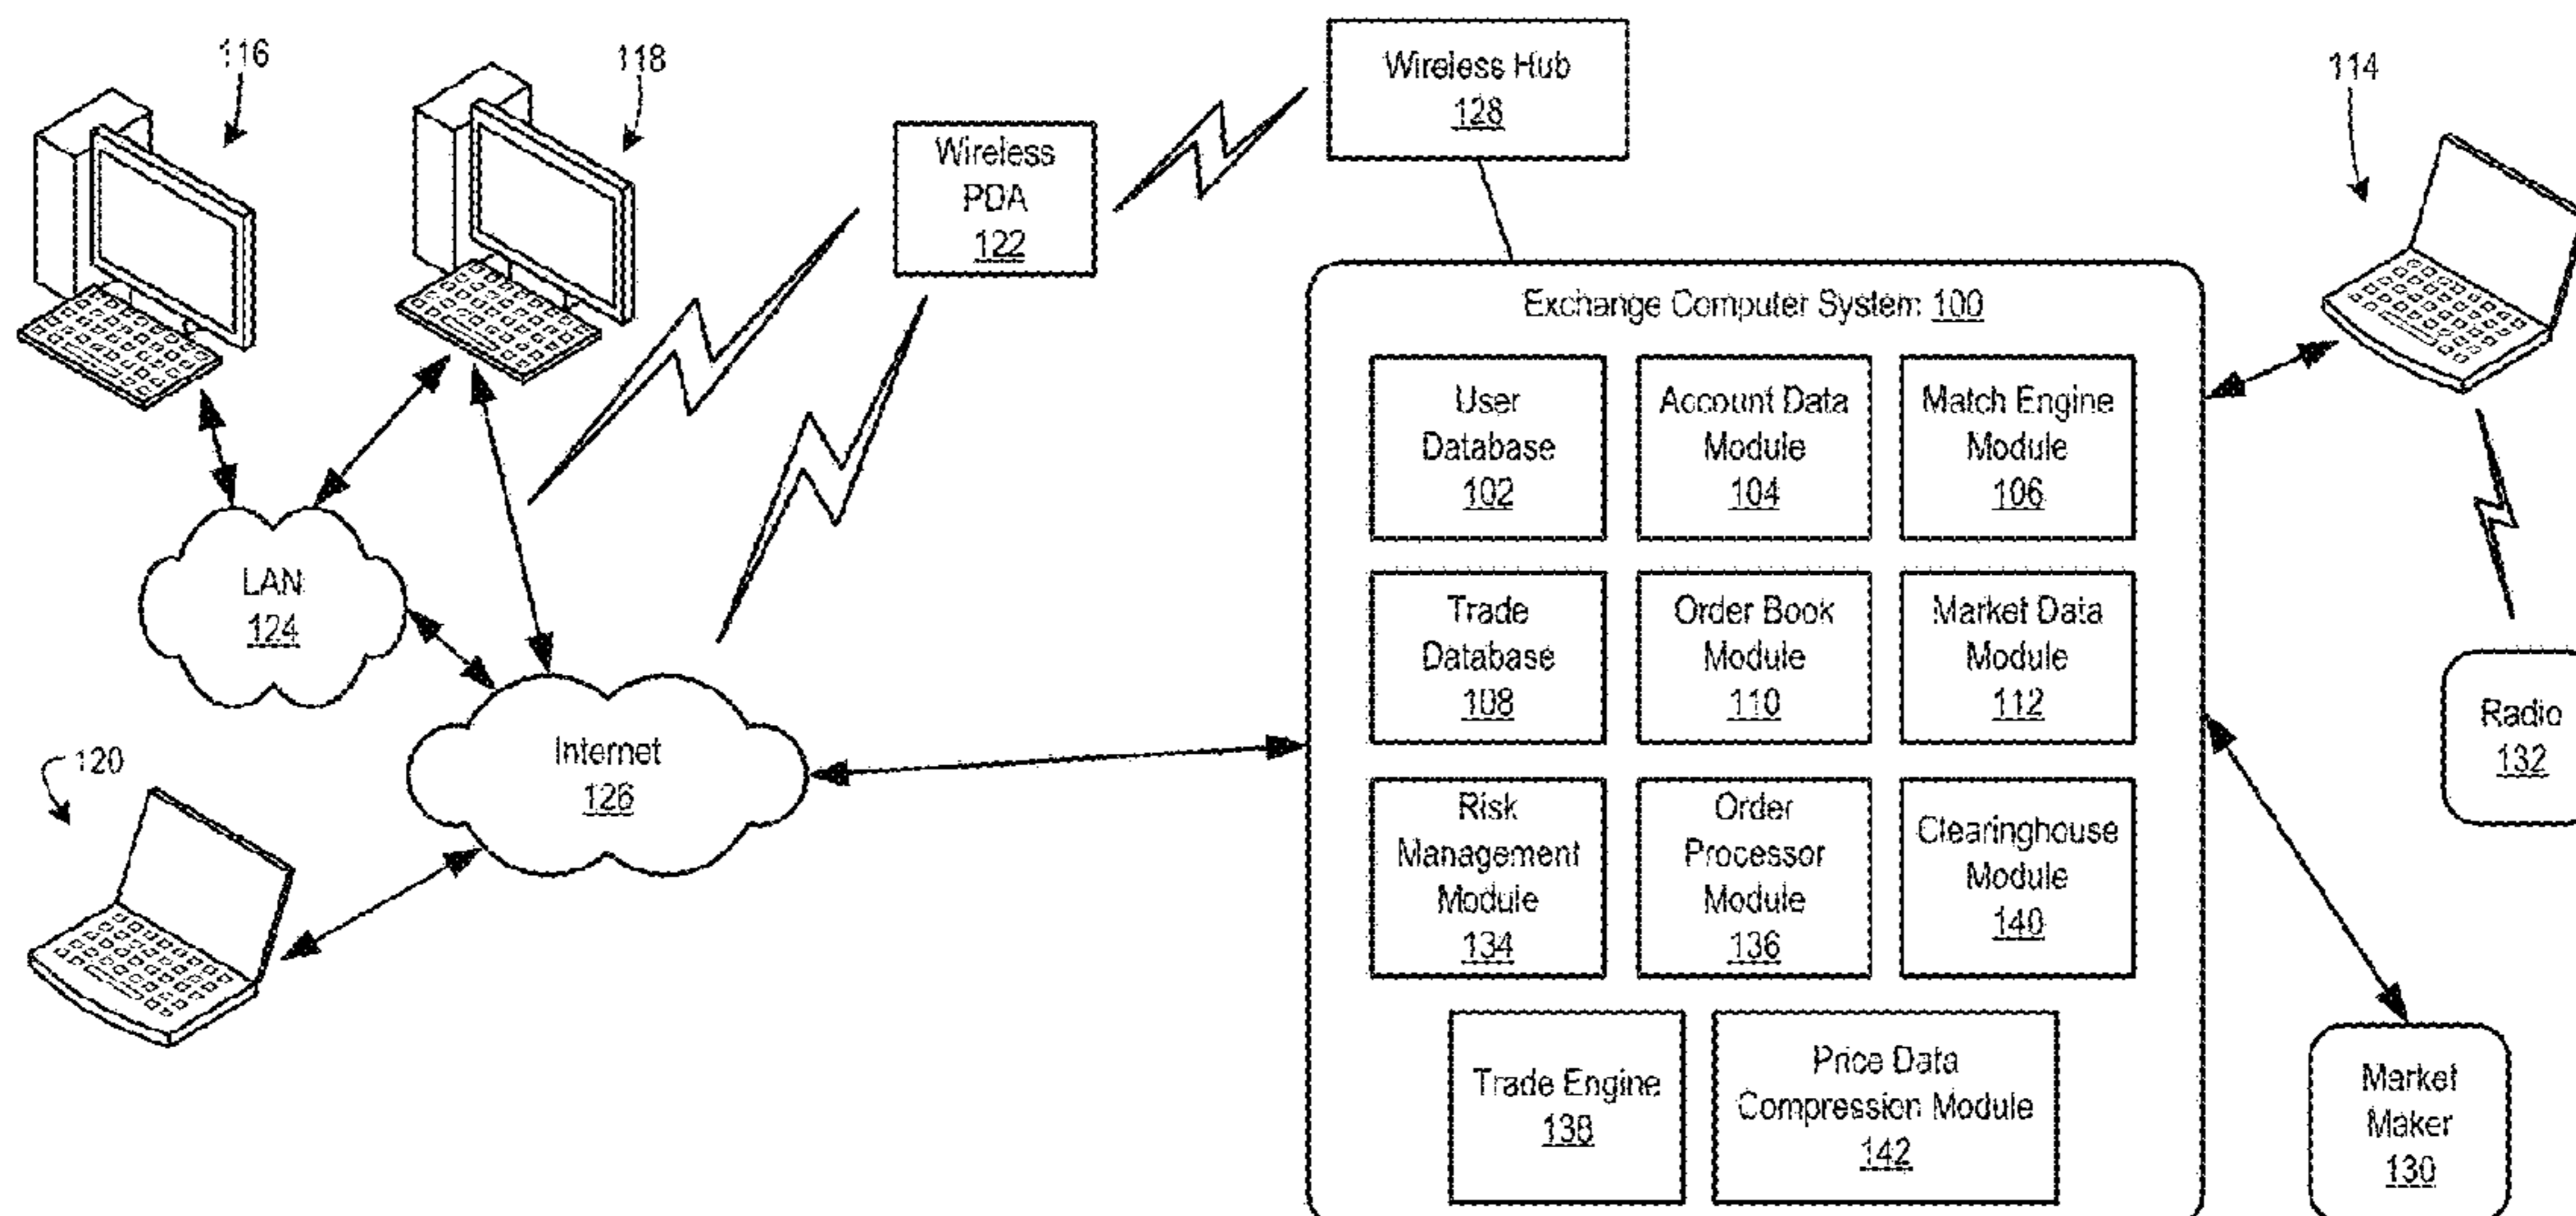 116
118
Wireless Hub
128
114
Wireless
PDA
122
Exchange Computer System 100
User
Database
102
Account Data
Module
104
Match Engine
Module
106
LAN
124
Trade
Database
108
Order Book
Module
110
Market Data
Module
112
Radio
132
120
Internet
126
Risk
Management
Module
134
Order
Processor
Module
136
Clearinghouse
Module
140
Trade Engine
138
Price Data
Compression Module
142
Market
Maker
130